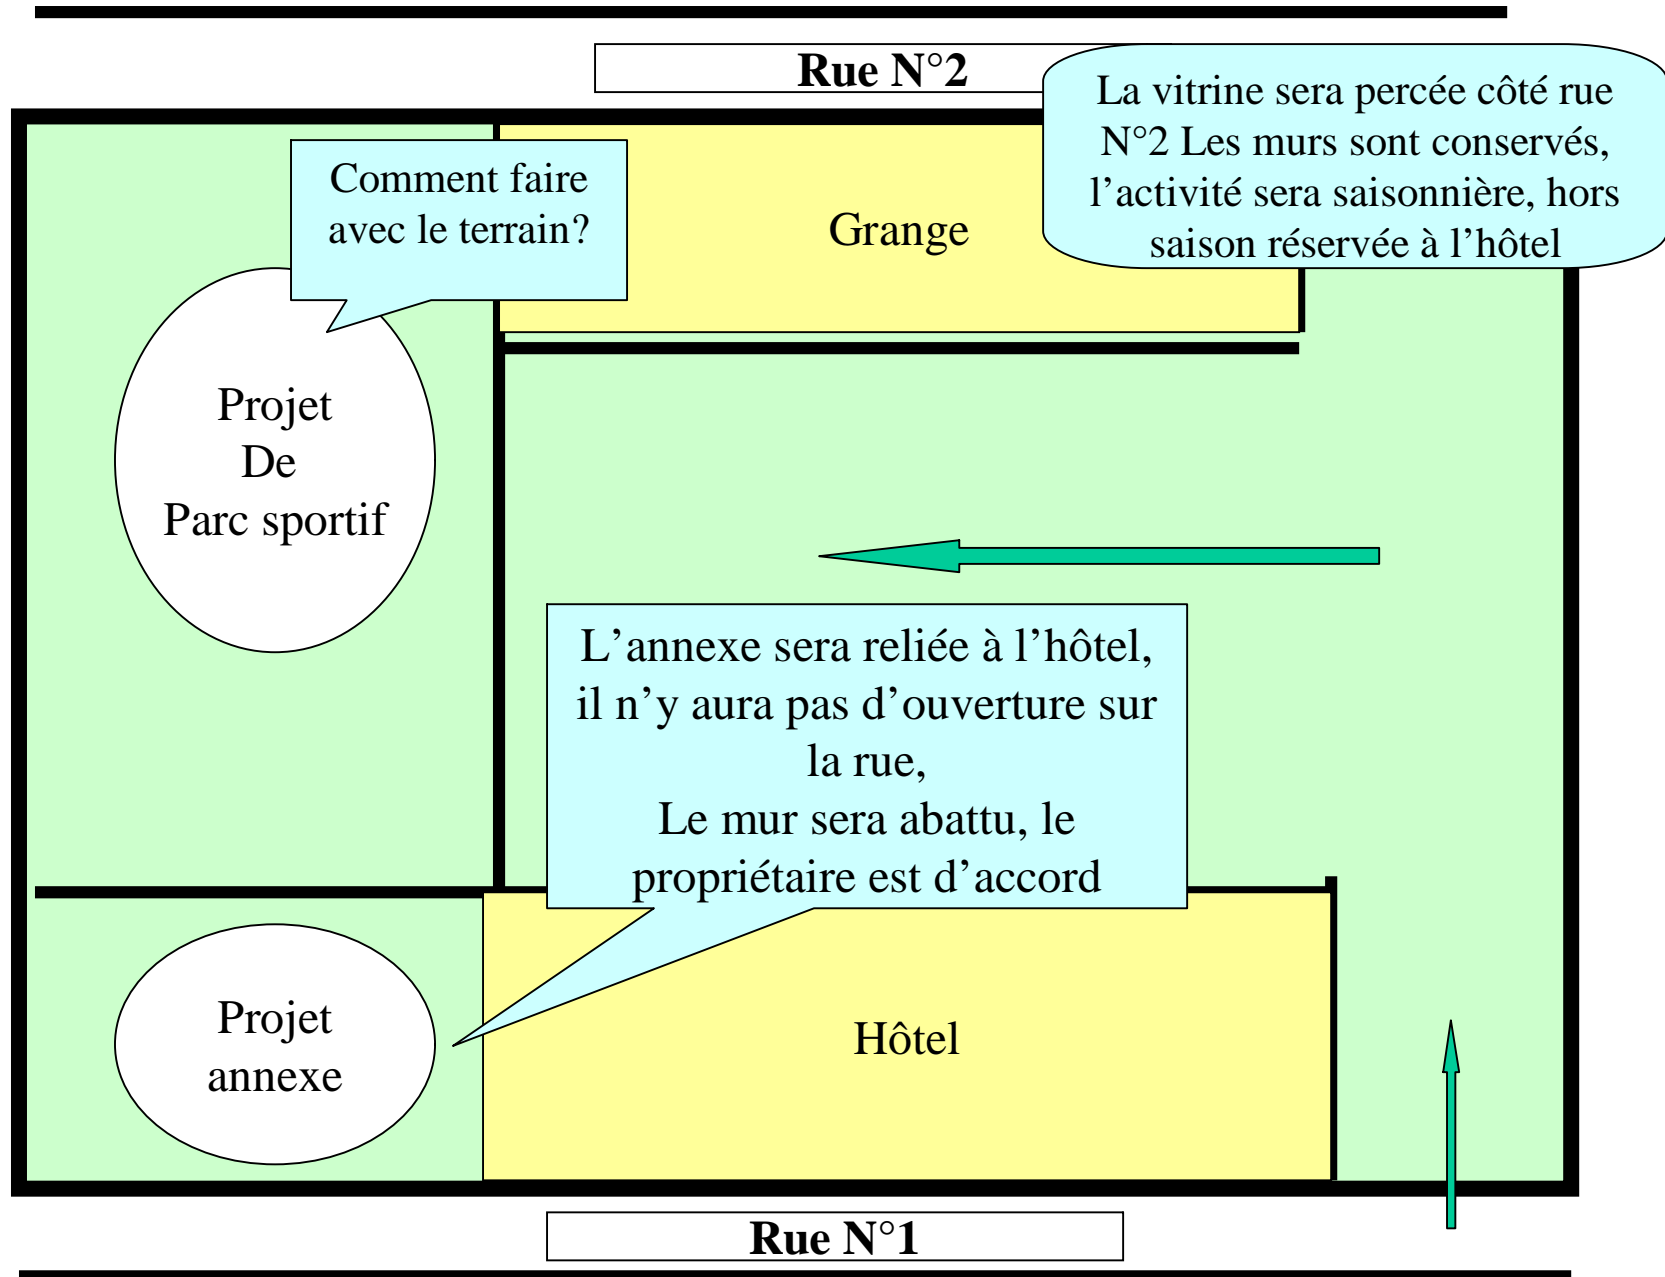 Rue N°2
La vitrine sera percée côté rue
N°2 Les murs sont conservés,
l’activité sera saisonnière, hors
saison réservée à l’hôtel
Comment faire
avec le terrain?
Grange
Projet
De
Parc sportif
L’annexe sera reliée à l’hôtel,
il n’y aura pas d’ouverture sur
la rue,
Le mur sera abattu, le
propriétaire est d’accord
Projet
annexe
Hôtel
Rue N°1